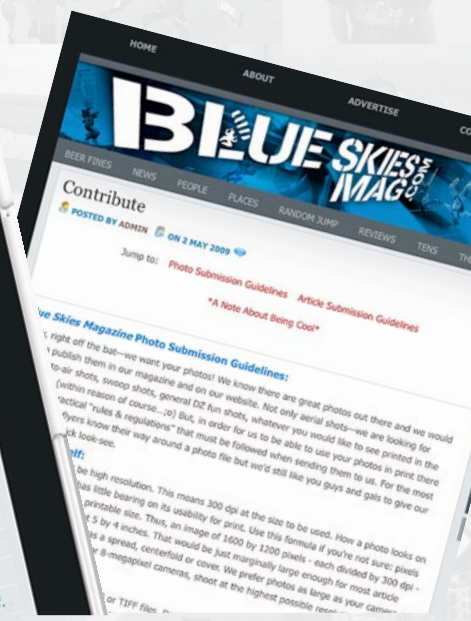 HOME
ABOUT
ADVERTISE
BLUE SKIES
MAG.COM
BEER FINES
NEWS
PEOPLE
PLACES
RANDOM JUMP
REVIEWS
TENS
Contribute
POSTED BY ADMIN ON 2 MAY 2009
Jump to: Photo Submission Guidelines Article Submission Guidelines
*A Note About Being Cool*
ue Skies Magazine Photo Submission Guidelines:
right off the bat—we want your photos! We know there are great photos out there and we would
publish them in our magazine and on our website. Not only aerial shots—we are looking for
to-air shots, swoop shots, general DZ fun shots, whatever you would like to see printed in the
(within reason of course...;o) But, in order for us to be able to use your photos in print there
actical "rules & regulations" that must be followed when sending them to us. For the most
flyers know their way around a photo file but we'd still like you guys and gals to give our
ck look-see.
elf:
be high resolution. This means 300 dpi at the size to be used. How a photo looks on
has little bearing on its usability for print. Use this formula if you're not sure: pixels
printable size. Thus, an image of 1600 by 1200 pixels - each divided by 300 dpi -
t 5 by 4 inches. That would be just marginally large enough for most article
as a spread, centerfold or cover. We prefer photos as large as your camera
r 8-megapixel cameras, shoot at the highest possible
or TIFF files.